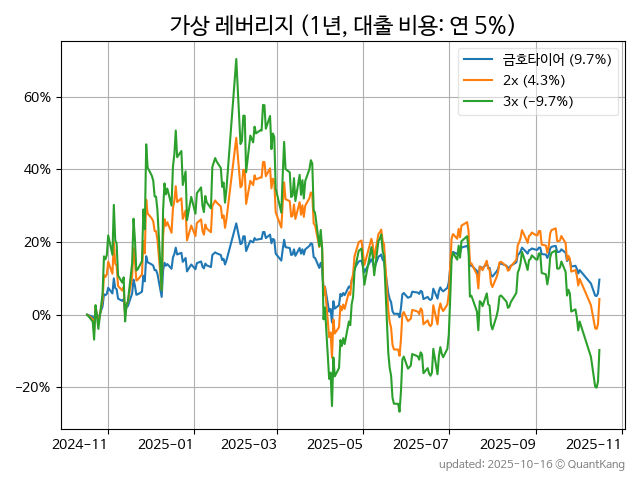 가상 레버리지 (1년, 대출 비용: 연 5%)
금호타이어 (9.7%)
2x (4.3%)
3x (-9.7%)
60%
40%
20%
0%
-20%
2024-11 2025-01 2025-03 2025-05 2025-07 2025-09 2025-11
updated: 2025-10-16 © QuantKang